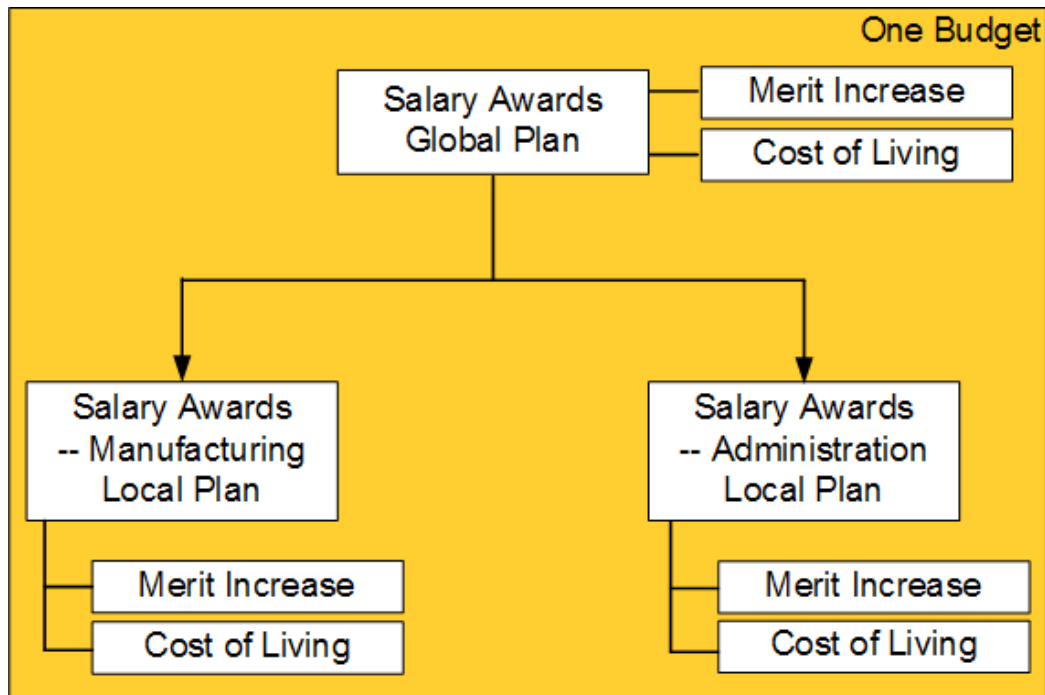 One Budget
Salary Awards
Global Plan
Merit Increase
Cost of Living
Salary Awards
-- Manufacturing
Local Plan
Merit Increase
Cost of Living
Salary Awards
-- Administration
Local Plan
Merit Increase
Cost of Living